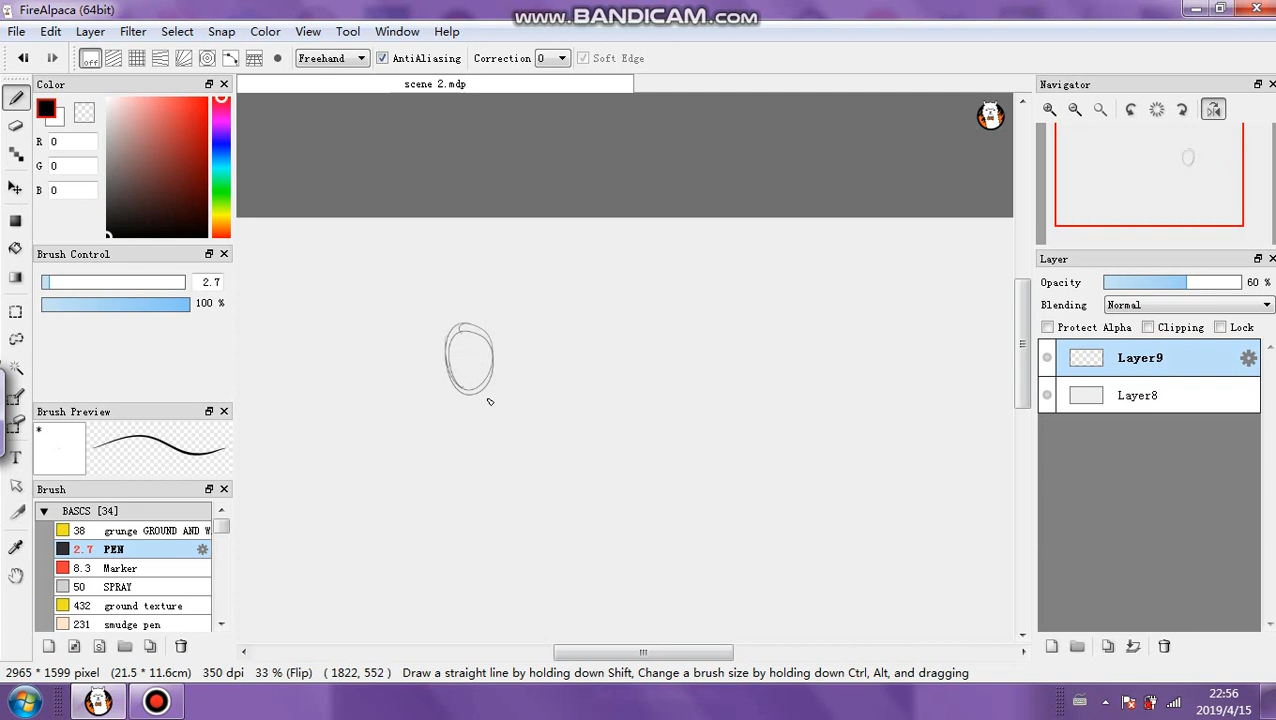 FireAlpaca (64bit)
www.BANDICAM.com
File Edit Layer Filter Select Snap Color View Tool Window Help
off Freehand AntiAliasing Correction 0 Soft Edge
Color
scene 2.mdp
Navigator
R 0
G 0
B 0
Brush Control
2.7
100 %
Layer
Opacity 60 %
Blending Normal
Protect Alpha Clipping Lock
Layer9
Layer8
Brush Preview
*
T
Brush
BASCS [34]
38 grunge GROUND AND W
2.7 PEN
8.3 Marker
50 SPRAY
432 ground texture
231 smudge pen
2965 * 1599 pixel (21.5 * 11.6cm) 350 dpi 33 % (Flip) ( 1822, 552 ) Draw a straight line by holding down Shift, Change a brush size by holding down Ctrl, Alt, and dragging
22:56
2019/4/15